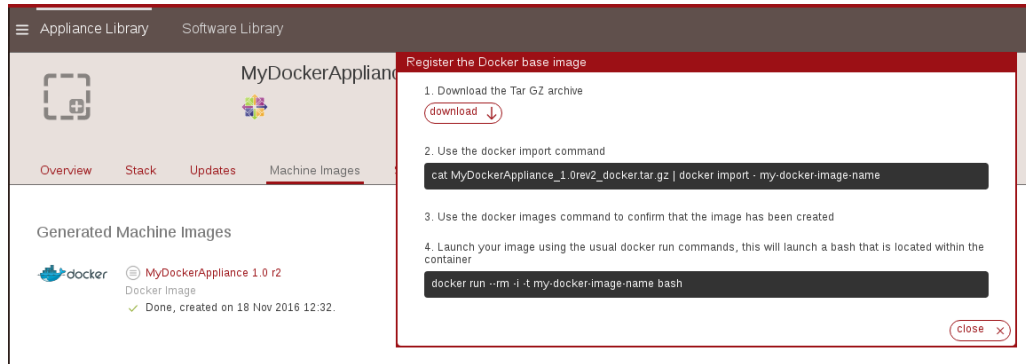 Appliance Library
Software Library
MyDockerApplianc
Overview
Stack
Updates
Machine Images
Generated Machine Images
docker
MyDockerAppliance 1.0 r2
Docker Image
Done, created on 18 Nov 2016 12:32.
Register the Docker base image
1. Download the Tar GZ archive
download
2. Use the docker import command
cat MyDockerAppliance_1.0rev2_docker.tar.gz | docker import - my-docker-image-name
3. Use the docker images command to confirm that the image has been created
4. Launch your image using the usual docker run commands, this will launch a bash that is located within the
container
docker run --rm -i -t my-docker-image-name bash
close